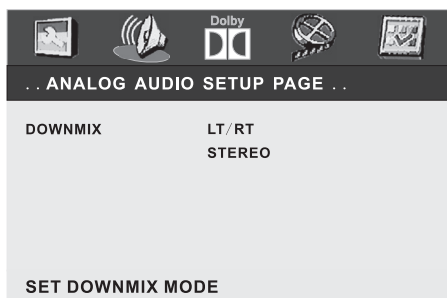 Dolby
. . ANALOG AUDIO SETUP PAGE . .
DOWNMIX LT/RT
STEREO
SET DOWNMIX MODE